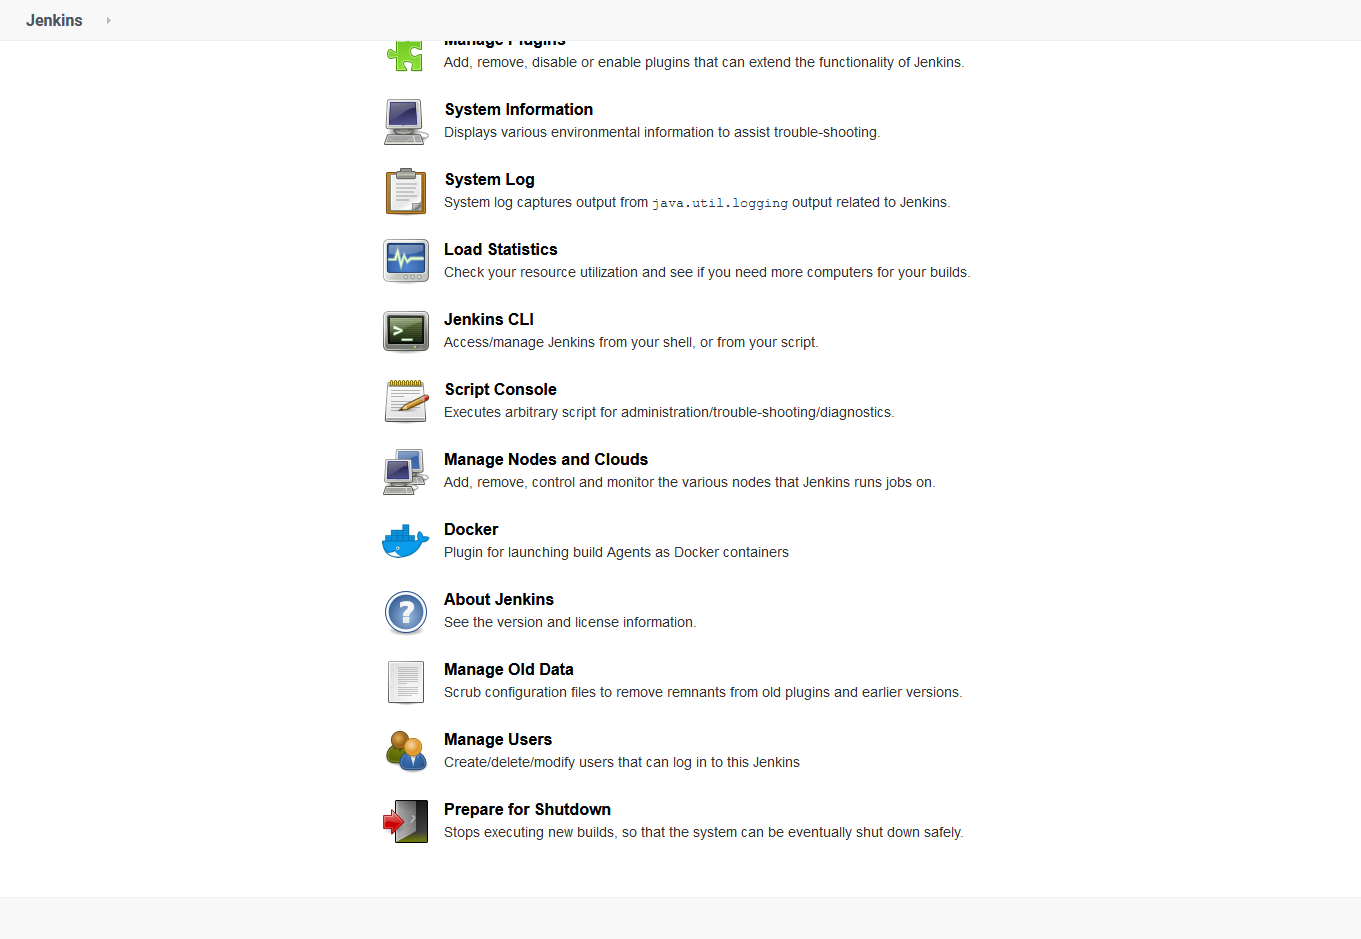 Jenkins
Manage Plugins
Add, remove, disable or enable plugins that can extend the functionality of Jenkins.
System Information
Displays various environmental information to assist trouble-shooting.
System Log
System log captures output from java.util.logging output related to Jenkins.
Load Statistics
Check your resource utilization and see if you need more computers for your builds.
Jenkins CLI
Access/manage Jenkins from your shell, or from your script.
Script Console
Executes arbitrary script for administration/trouble-shooting/diagnostics.
Manage Nodes and Clouds
Add, remove, control and monitor the various nodes that Jenkins runs jobs on.
Docker
Plugin for launching build Agents as Docker containers
About Jenkins
See the version and license information.
Manage Old Data
Scrub configuration files to remove remnants from old plugins and earlier versions.
Manage Users
Create/delete/modify users that can log in to this Jenkins
Prepare for Shutdown
Stops executing new builds, so that the system can be eventually shut down safely.